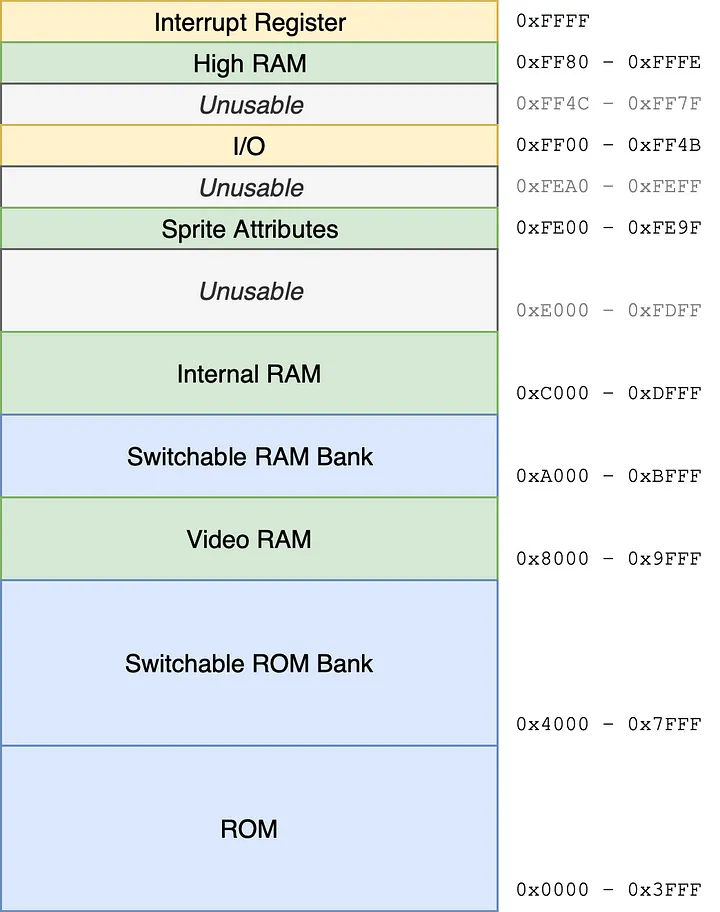 Interrupt Register 0xFFFF
High RAM 0xFF80 – 0xFFFE
Unusable 0xFF4C – 0xFF7F
I/O 0xFF00 – 0xFF4B
Unusable 0xFEA0 – 0xFEFF
Sprite Attributes 0xFE00 – 0xFE9F
Unusable 0xE000 – 0xFDFF
Internal RAM 0xC000 – 0xDFFF
Switchable RAM Bank 0xA000 – 0xBFFF
Video RAM 0x8000 – 0x9FFF
Switchable ROM Bank 0x4000 – 0x7FFF
ROM 0x0000 – 0x3FFF